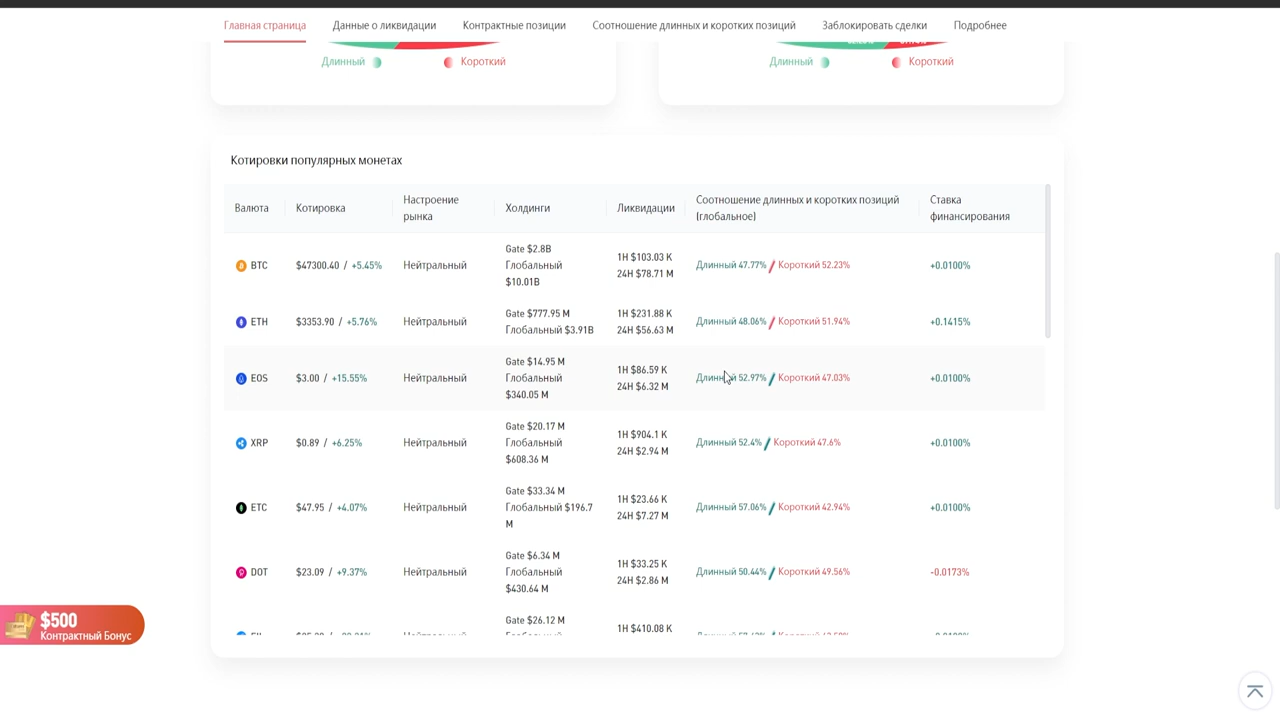 Главная страница Данные о ликвидации Контрактные позиции Соотношение длинных и коротких позиций Заблокировать сделки Подробнее
Длинный Короткий Длинный Короткий
Котировки популярных монетах
Валюта Котировка Настроение рынка Холдинги Ликвидации Соотношение длинных и коротких позиций (глобальное) Ставка финансирования
BTC $47300.40 / +5.45% Нейтральный Gate $2.8B Глобальный $10.01B 1H $103.03 K 24H $78.71 M Длинный 47.77% / Короткий 52.23% +0.0100%
ETH $3353.90 / +5.76% Нейтральный Gate $777.95 M Глобальный $3.91B 1H $231.88 K 24H $56.63 M Длинный 48.06% / Короткий 51.94% +0.1415%
EOS $3.00 / +15.55% Нейтральный Gate $14.95 M Глобальный $340.05 M 1H $86.59 K 24H $6.32 M Длинный 52.97% / Короткий 47.03% +0.0100%
XRP $0.89 / +6.25% Нейтральный Gate $20.17 M Глобальный $608.36 M 1H $904.1 K 24H $2.94 M Длинный 52.4% / Короткий 47.6% +0.0100%
ETC $47.95 / +4.07% Нейтральный Gate $33.34 M Глобальный $196.7 M 1H $23.66 K 24H $7.27 M Длинный 57.06% / Короткий 42.94% +0.0100%
DOT $23.09 / +9.37% Нейтральный Gate $6.34 M Глобальный $430.64 M 1H $33.25 K 24H $2.86 M Длинный 50.44% / Короткий 49.56% -0.0173%
Gate $26.12 M 1H $410.08 K
$500
Контрактный Бонус